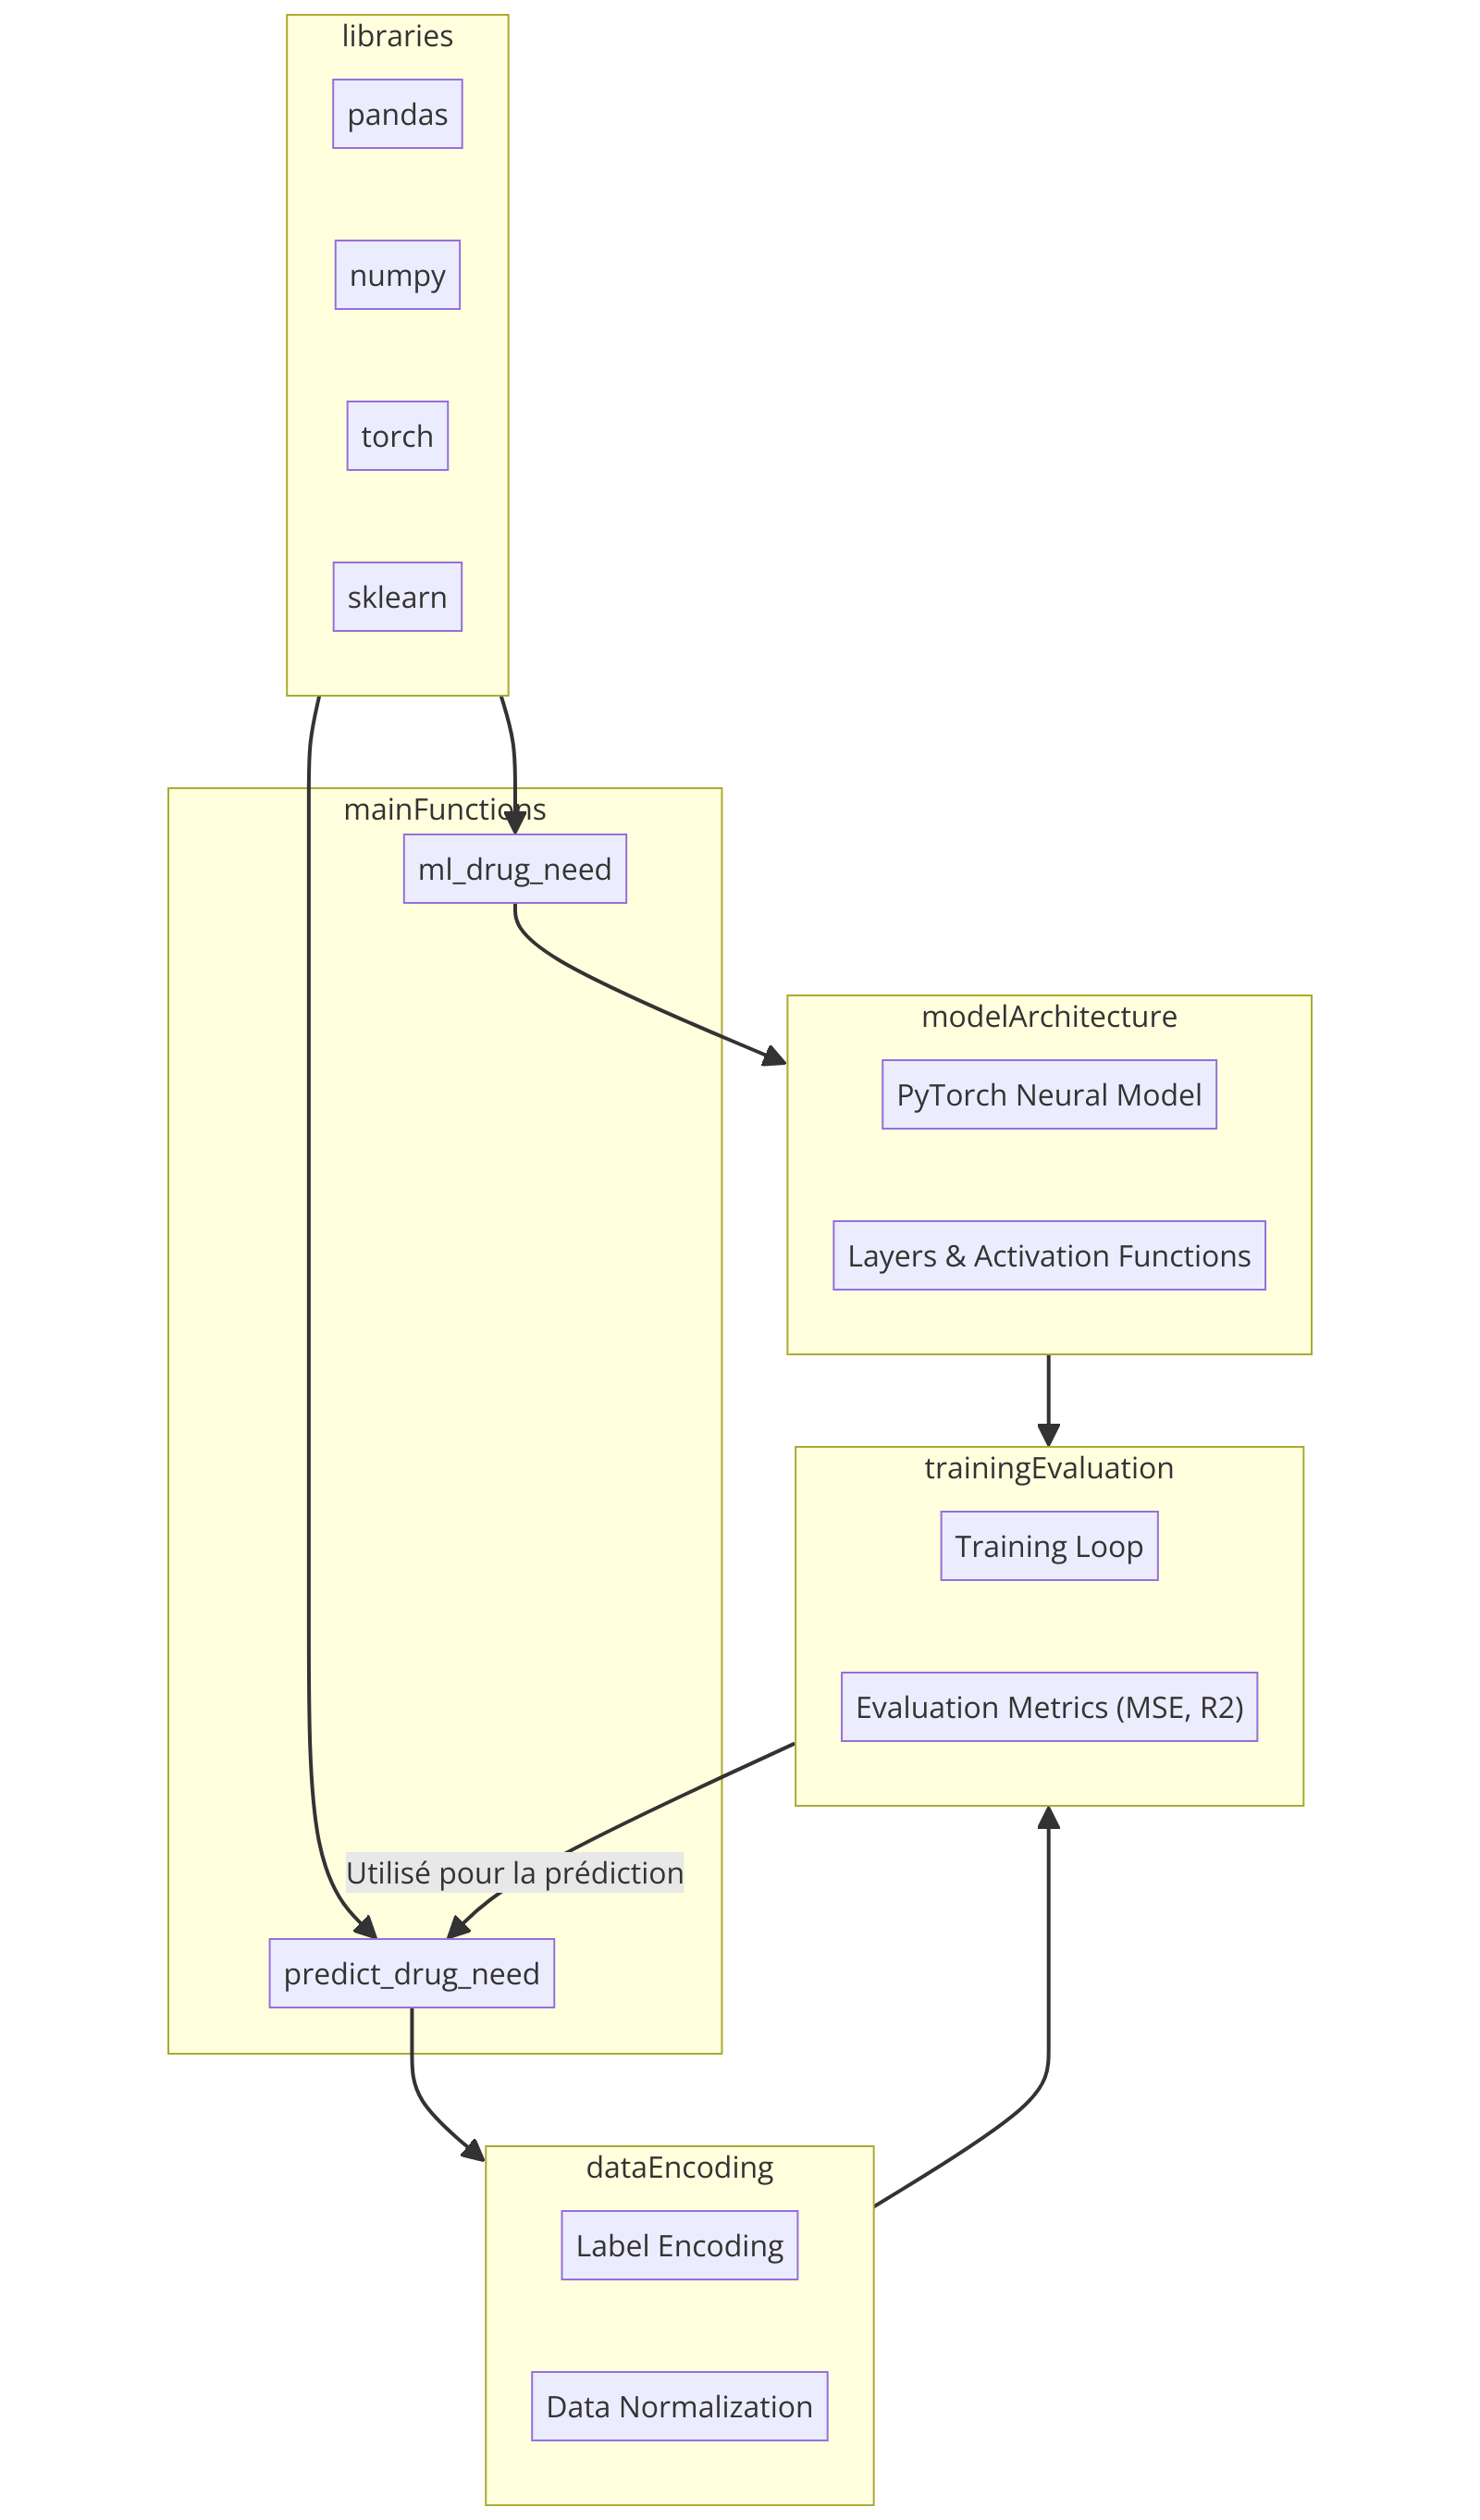 libraries
pandas
numpy
torch
sklearn
mainFunctions
ml_drug_need
modelArchitecture
PyTorch Neural Model
Layers & Activation Functions
trainingEvaluation
Training Loop
Evaluation Metrics (MSE, R2)
Utilisé pour la prédiction
predict_drug_need
dataEncoding
Label Encoding
Data Normalization